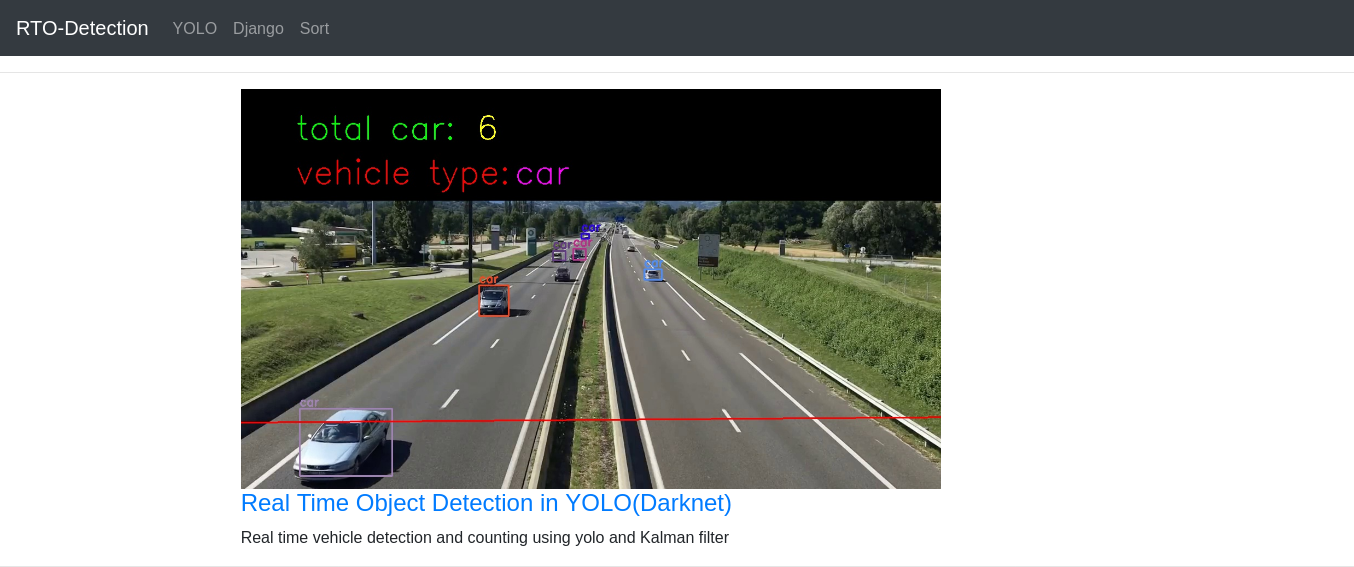 RTO-Detection YOLO Django Sort
total car: 6
vehicle type: car
car
car car
car
car
car
Real Time Object Detection in YOLO(Darknet)
Real time vehicle detection and counting using yolo and Kalman filter